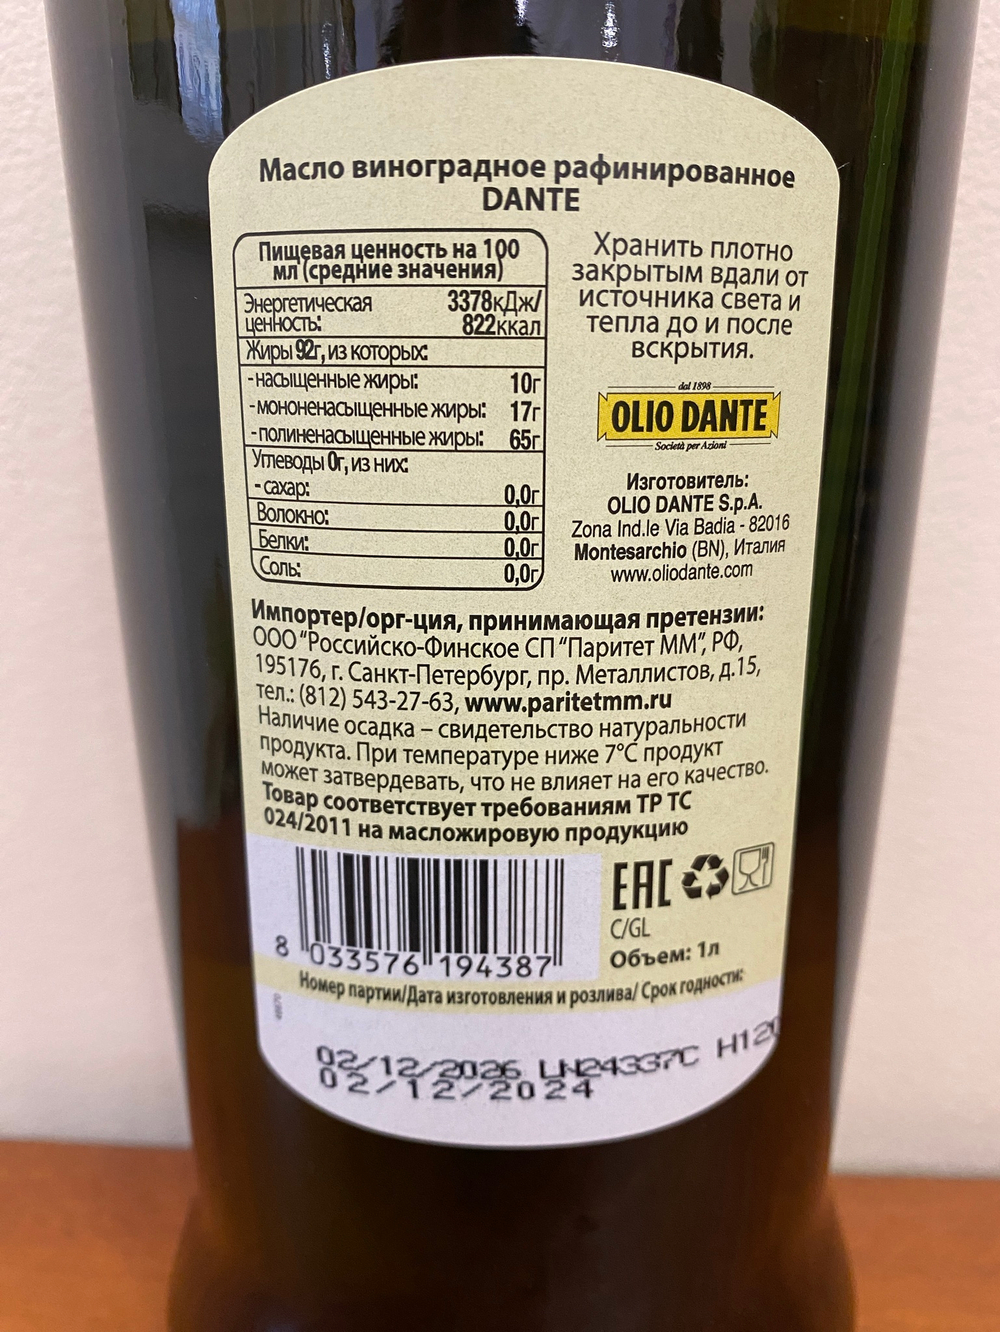 Масло виноградное рафинированное
DANTE
Пищевая ценность на 100
мл (средние значения)
Энергетическая 3378кДж/
ценность: 822ккал
Жиры 92г, из которых:
-насыщенные жиры: 10г
-мононенасыщенные жиры: 17г
-полиненасыщенные жиры: 65г
Углеводы 0г, из них:
- сахар: 0,0г
Волокно: 0,0г
Белки: 0,0г
Соль: 0,0г
Хранить плотно
закрытым вдали от
источника света и
тепла до и после
вскрытия.
dal 1898
OLIO DANTE
Società per Azioni
Изготовитель:
OLIO DANTE S.p.A.
Zona Ind.le Via Badia - 82016
Montesarchio (BN), Италия
www.oliodante.com
Импортер/орг-ция, принимающая претензии:
ООО "Российско-Финское СП "Паритет ММ", РФ,
195176, г. Санкт-Петербург, пр. Металлистов, д.15,
тел.: (812) 543-27-63, www.paritetmm.ru
Наличие осадка – свидетельство натуральности
продукта. При температуре ниже 7°C продукт
может затвердевать, что не влияет на его качество.
Товар соответствует требованиям ТР ТС
024/2011 на масложировую продукцию
EAC
C/GL
Объем: 1л
8 033576 194387
Номер партии/Дата изготовления и розлива/ Срок годности:
02/12/2026 LN24337C H120
02/12/2024